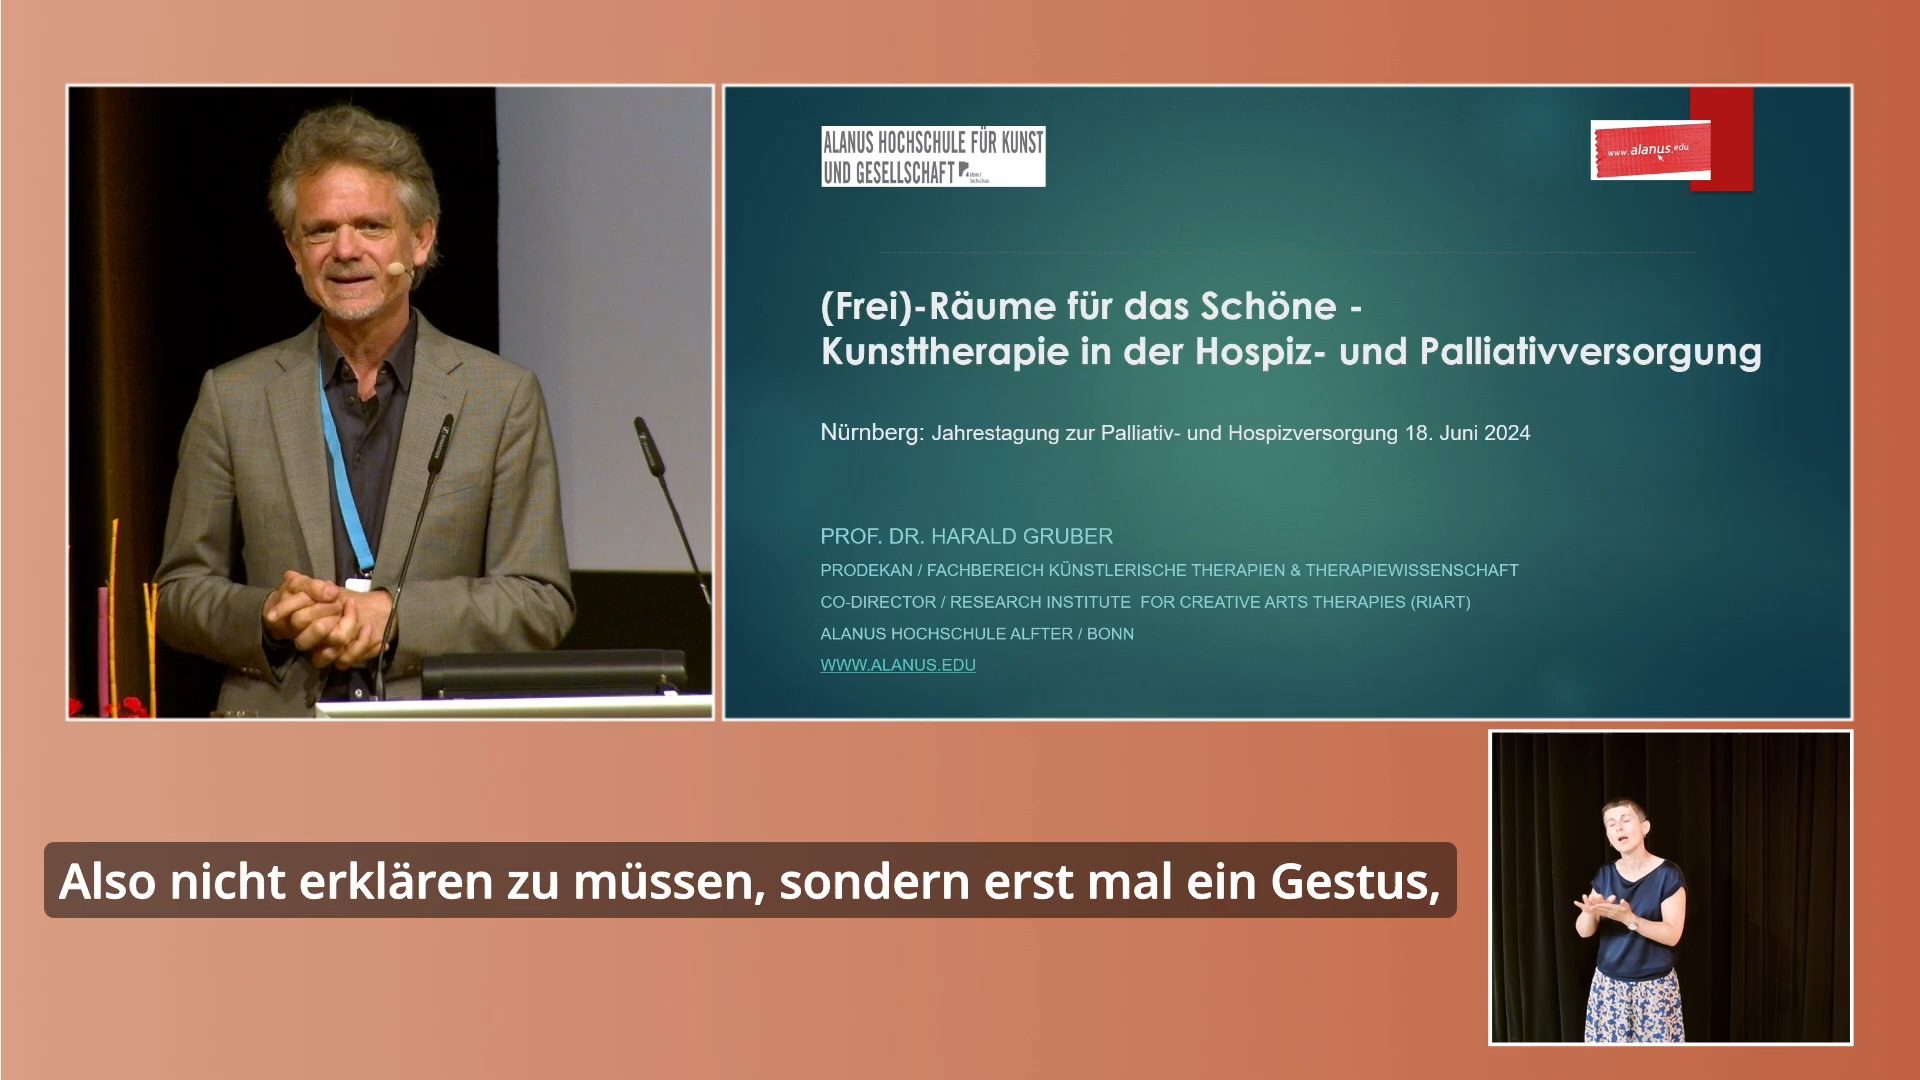 ALANUS HOCHSCHULE FÜR KUNST
UND GESELLSCHAFT
alanus
hochschule
www.alanus.edu
(Frei)-Räume für das Schöne -
Kunsttherapie in der Hospiz- und Palliativversorgung
Nürnberg: Jahrestagung zur Palliativ- und Hospizversorgung 18. Juni 2024
PROF. DR. HARALD GRUBER
PRODEKAN / FACHBEREICH KÜNSTLERISCHE THERAPIEN & THERAPIEWISSENSCHAFT
CO-DIRECTOR / RESEARCH INSTITUTE FOR CREATIVE ARTS THERAPIES (RIART)
ALANUS HOCHSCHULE ALFTER / BONN
WWW.ALANUS.EDU
Also nicht erklären zu müssen, sondern erst mal ein Gestus,